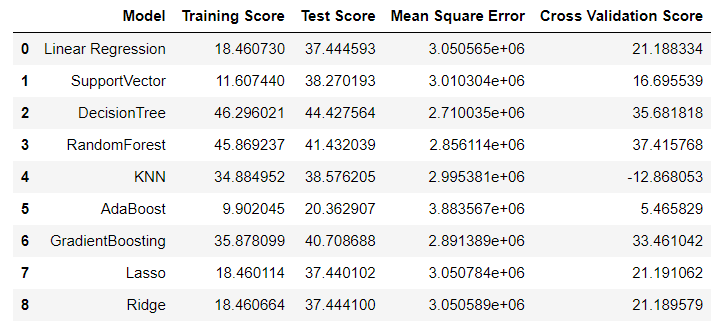 Model Training Score Test Score Mean Square Error Cross Validation Score
0 Linear Regression 18.460730 37.444593 3.050565e+06 21.188334
1 SupportVector 11.607440 38.270193 3.010304e+06 16.695539
2 DecisionTree 46.296021 44.427564 2.710035e+06 35.681818
3 RandomForest 45.869237 41.432039 2.856114e+06 37.415768
4 KNN 34.884952 38.576205 2.995381e+06 -12.868053
5 AdaBoost 9.902045 20.362907 3.883567e+06 5.465829
6 GradientBoosting 35.878099 40.708688 2.891389e+06 33.461042
7 Lasso 18.460114 37.440102 3.050784e+06 21.191062
8 Ridge 18.460664 37.444100 3.050589e+06 21.189579